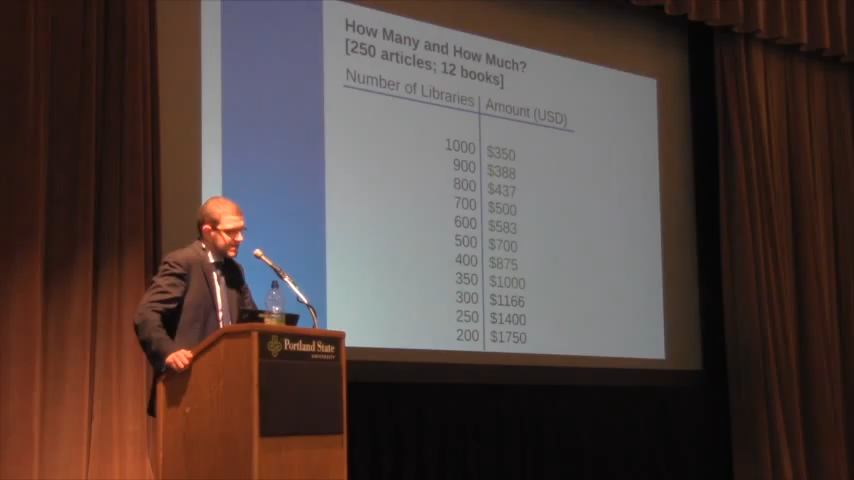 How Many and How Much?
[250 articles; 12 books]
Number of Libraries Amount (USD)
1000 $350
900 $388
800 $437
700 $500
600 $583
500 $700
400 $875
350 $1000
300 $1166
250 $1400
200 $1750
Portland State
UNIVERSITY